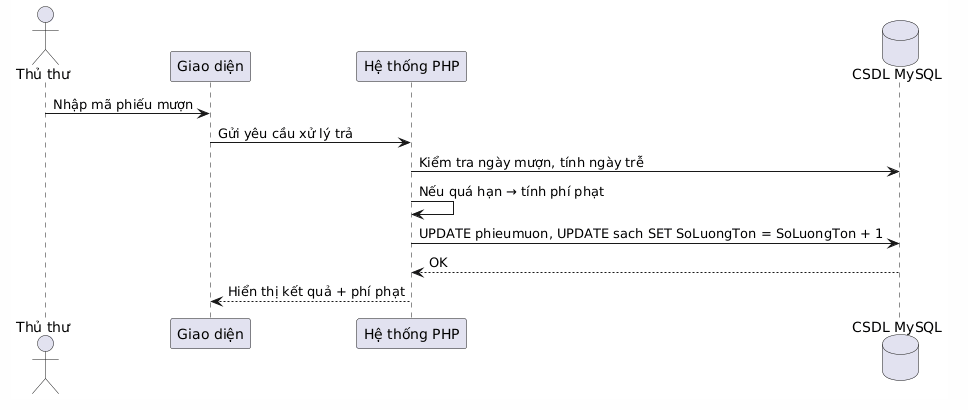 Thủ thư
Giao diện
Hệ thống PHP
CSDL MySQL
Nhập mã phiếu mượn
Gửi yêu cầu xử lý trả
Kiểm tra ngày mượn, tính ngày trễ
Nếu quá hạn → tính phí phạt
UPDATE phieumuon, UPDATE sach SET SoLuongTon = SoLuongTon + 1
OK
Hiển thị kết quả + phí phạt
Thủ thư
Giao diện
Hệ thống PHP
CSDL MySQL